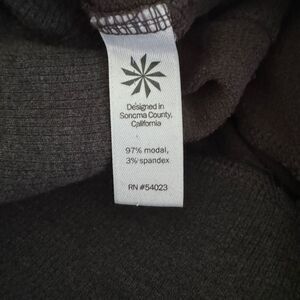 Designed in
Sonoma County,
California
97% modal,
3% spandex
RN #54023